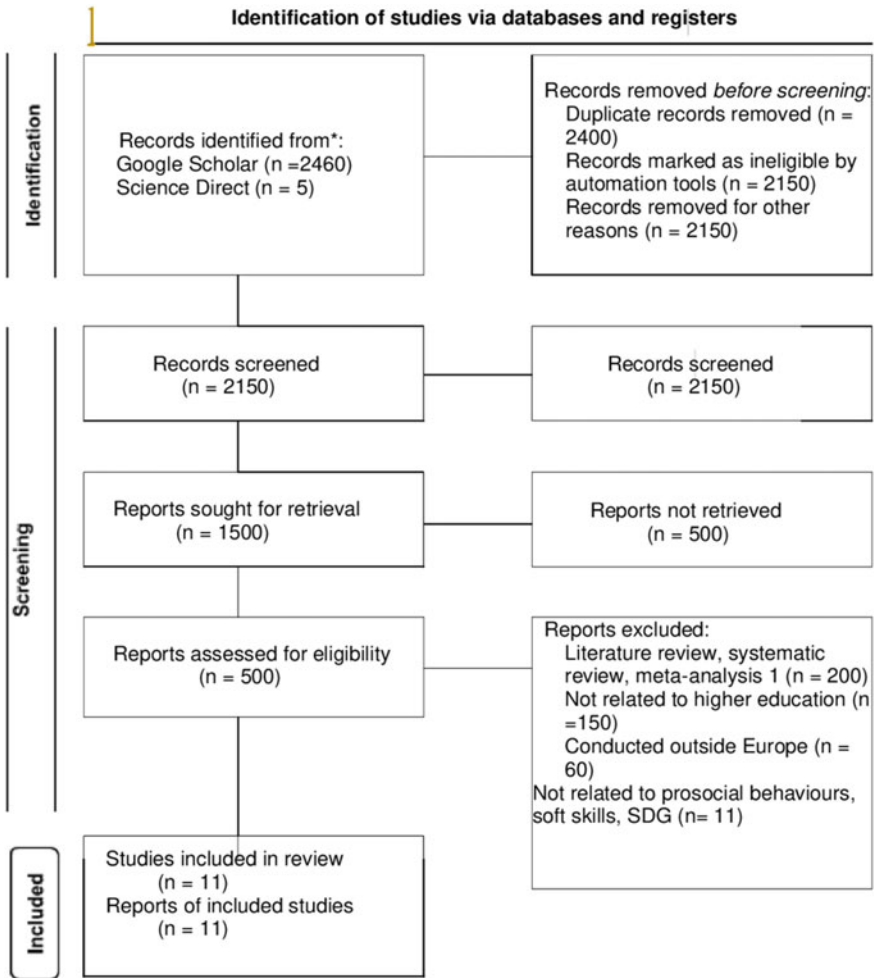 Identification of studies via databases and registers
Identification
Records identified from*:
Google Scholar (n =2460)
Science Direct (n = 5)
Records removed before screening:
Duplicate records removed (n =
2400)
Records marked as ineligible by
automation tools (n = 2150)
Records removed for other
reasons (n = 2150)
Screening
Records screened
(n = 2150)
Records screened
(n = 2150)
Reports sought for retrieval
(n = 1500)
Reports not retrieved
(n = 500)
Reports assessed for eligibility
(n = 500)
Reports excluded:
Literature review, systematic
review, meta-analysis 1 (n = 200)
Not related to higher education (n
=150)
Conducted outside Europe (n =
60)
Not related to prosocial behaviours,
soft skills, SDG (n= 11)
Included
Studies included in review
(n = 11)
Reports of included studies
(n = 11)